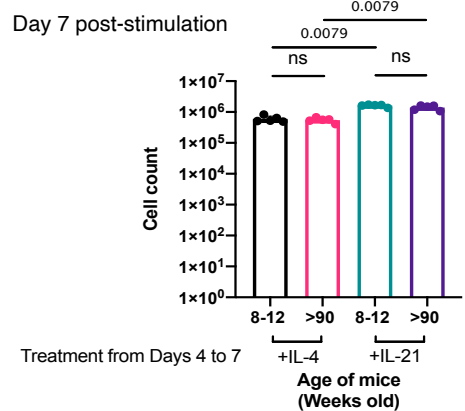 Day 7 post-stimulation
0.0079
0.0079
ns
ns
1×10⁷
1×10⁶
1×10⁵
1×10⁴
1×10³
1×10²
1×10¹
1×10⁰
Cell count
8-12 >90 8-12 >90
Treatment from Days 4 to 7 +IL-4 +IL-21
Age of mice
(Weeks old)